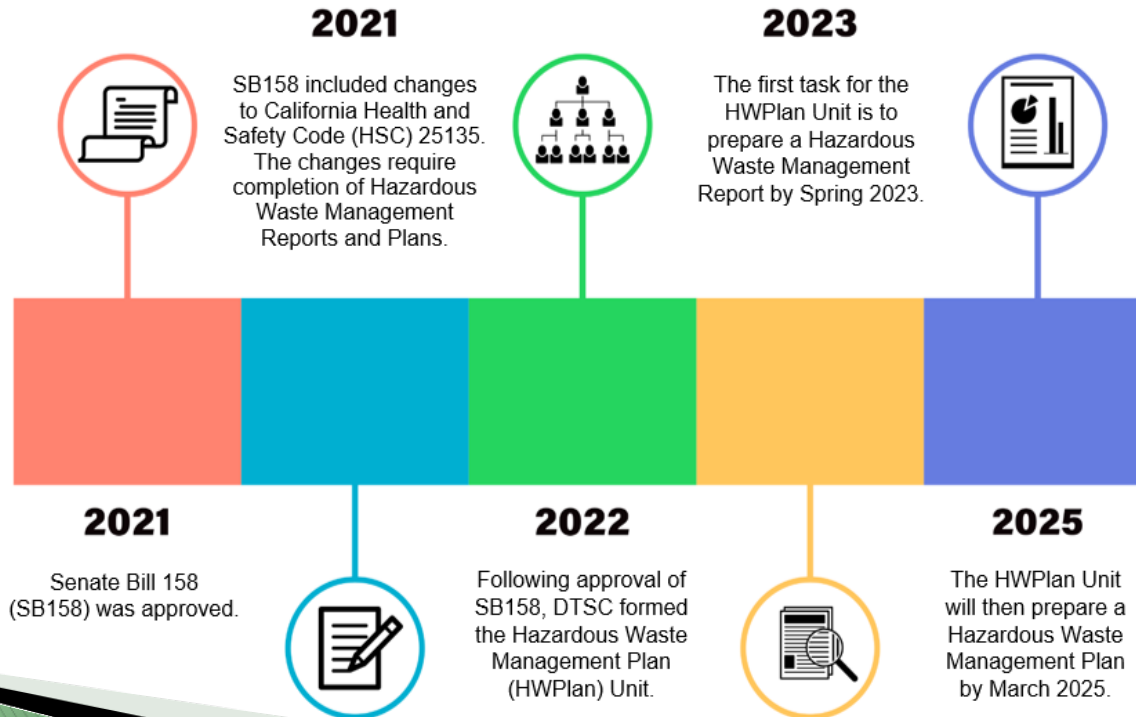 2021
SB158 included changes
to California Health and
Safety Code (HSC) 25135.
The changes require
completion of Hazardous
Waste Management
Reports and Plans.
2023
The first task for the
HWPlan Unit is to
prepare a Hazardous
Waste Management
Report by Spring 2023.
2021
Senate Bill 158
(SB158) was approved.
2022
Following approval of
SB158, DTSC formed
the Hazardous Waste
Management Plan
(HWPlan) Unit.
2025
The HWPlan Unit
will then prepare a
Hazardous Waste
Management Plan
by March 2025.